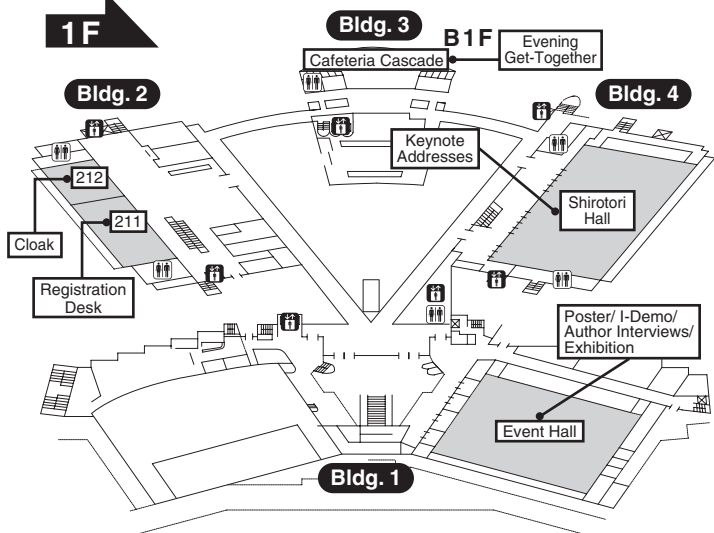 1F
Bldg. 3
B1F
Cafeteria Cascade
Evening
Get-Together
Bldg. 2
Bldg. 4
Keynote
Addresses
212
211
Shirotori
Hall
Cloak
Registration
Desk
Poster/ I-Demo/
Author Interviews/
Exhibition
Event Hall
Bldg. 1